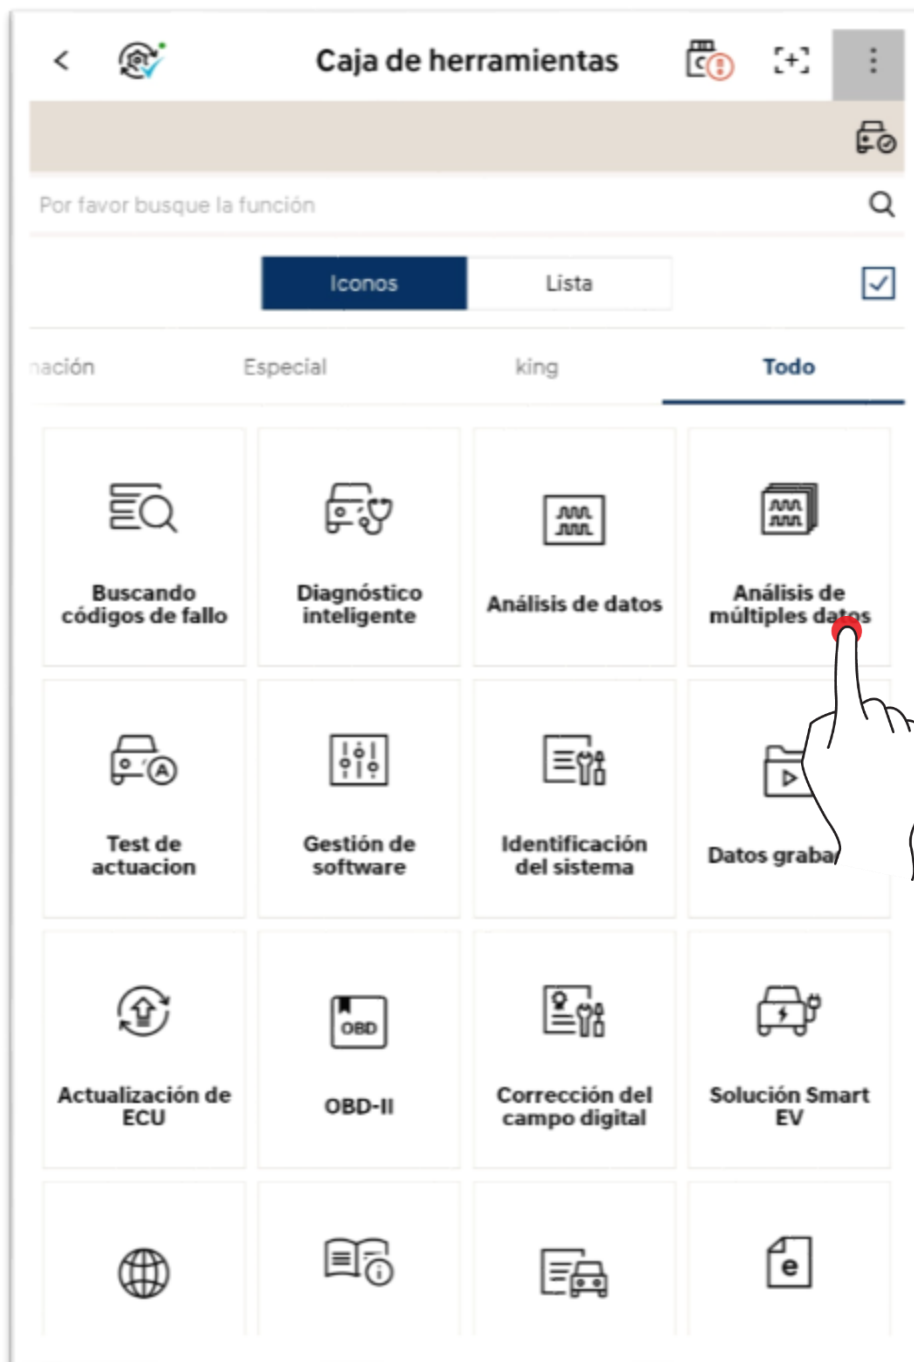 Caja de herramientas
Por favor busque la función
Iconos
Lista
nación
Especial
king
Todo
Buscando
códigos de fallo
Diagnóstico
inteligente
Análisis de datos
Análisis de
múltiples datos
Test de
actuacion
Gestión de
software
Identificación
del sistema
Datos graba
Actualización de
ECU
OBD
OBD-II
Corrección del
campo digital
Solución Smart
EV